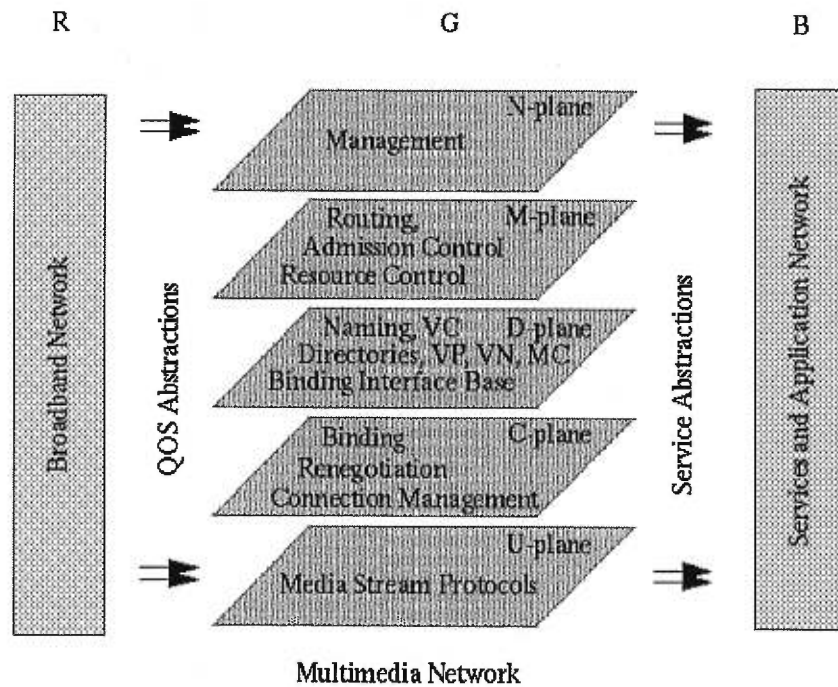 R G B
Broadband Network
QOS Abstractions
N-plane
Management
Routing, M-plane
Admission Control
Resource Control
Naming, VC D-plane
Directories, VP, VN, MC
Binding Interface Base
Binding C-plane
Renegotiation
Connection Management
U-plane
Media Stream Protocols
Service Abstractions
Services and Application Network
Multimedia Network